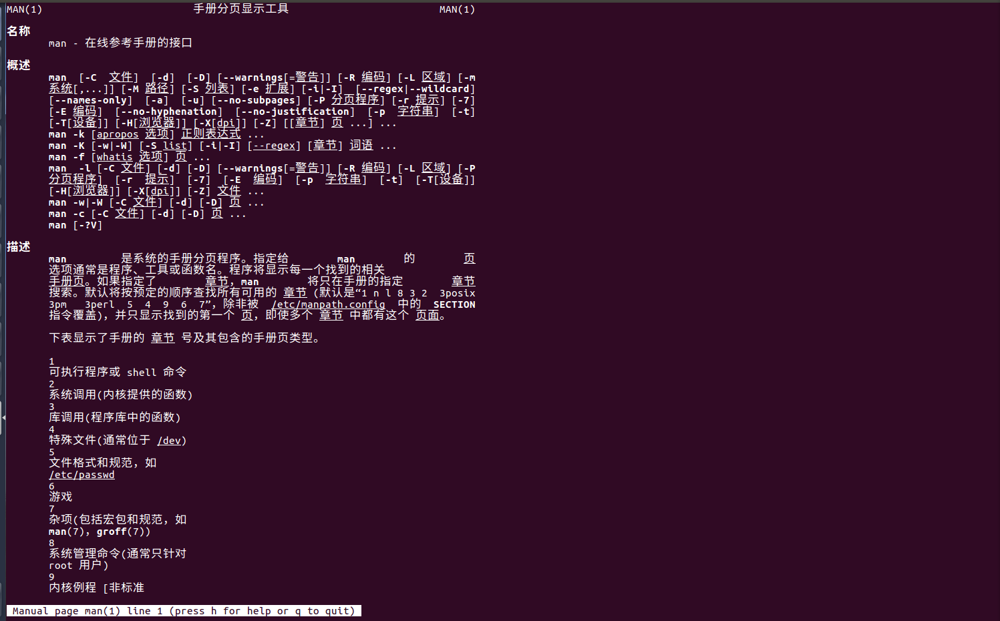 MAN(1) 手册分页显示工具 MAN(1)
名称
man - 在线参考手册的接口
概述
man [-C 文件] [-d] [-D] [--warnings[=警告]] [-R 编码] [-L 区域] [-m
系统[,...]] [-M 路径] [-S 列表] [-e 扩展] [-i|-I] [--regex|--wildcard]
[--names-only] [-a] [-u] [--no-subpages] [-P 分页程序] [-r 提示] [-7]
[-E 编码] [--no-hyphenation] [--no-justification] [-p 字符串] [-t]
[-T[设备]] [-H[浏览器]] [-X[dpi]] [-Z] [[章节] 页 ...] ...
man -k [apropos 选项] 正则表达式 ...
man -K [-w|-W] [-S list] [-i|-I] [--regex] [章节] 词语 ...
man -f [whatis 选项] 页 ...
man -l [-C 文件] [-d] [-D] [--warnings[=警告]] [-R 编码] [-L 区域] [-P
分页程序] [-r 提示] [-7] [-E 编码] [-p 字符串] [-t] [-T[设备]]
[-H[浏览器]] [-X[dpi]] [-Z] 文件 ...
man -w|-W [-C 文件] [-d] [-D] 页 ...
man -c [-C 文件] [-d] [-D] 页 ...
man [-?V]
描述
man 是系统的手册分页程序。指定给 man 的 页
选项通常是程序、工具或函数名。程序将显示每一个找到的相关
手册页。如果指定了 章节，man 将只在手册的指定 章节
搜索。默认将按预定的顺序查找所有可用的 章节 (默认是“1 n l 8 3 2 3posix
3pm 3perl 5 4 9 6 7”，除非被 /etc/manpath.config 中的 SECTION
指令覆盖)，并只显示找到的第一个 页，即使多个 章节 中都有这个 页面。
下表显示了手册的 章节 号及其包含的手册页类型。
1
可执行程序或 shell 命令
2
系统调用(内核提供的函数)
3
库调用(程序库中的函数)
4
特殊文件(通常位于 /dev)
5
文件格式和规范，如
/etc/passwd
6
游戏
7
杂项(包括宏包和规范，如
man(7)，groff(7))
8
系统管理命令(通常只针对
root 用户)
9
内核例程 [非标准
Manual page man(1) line 1 (press h for help or q to quit)